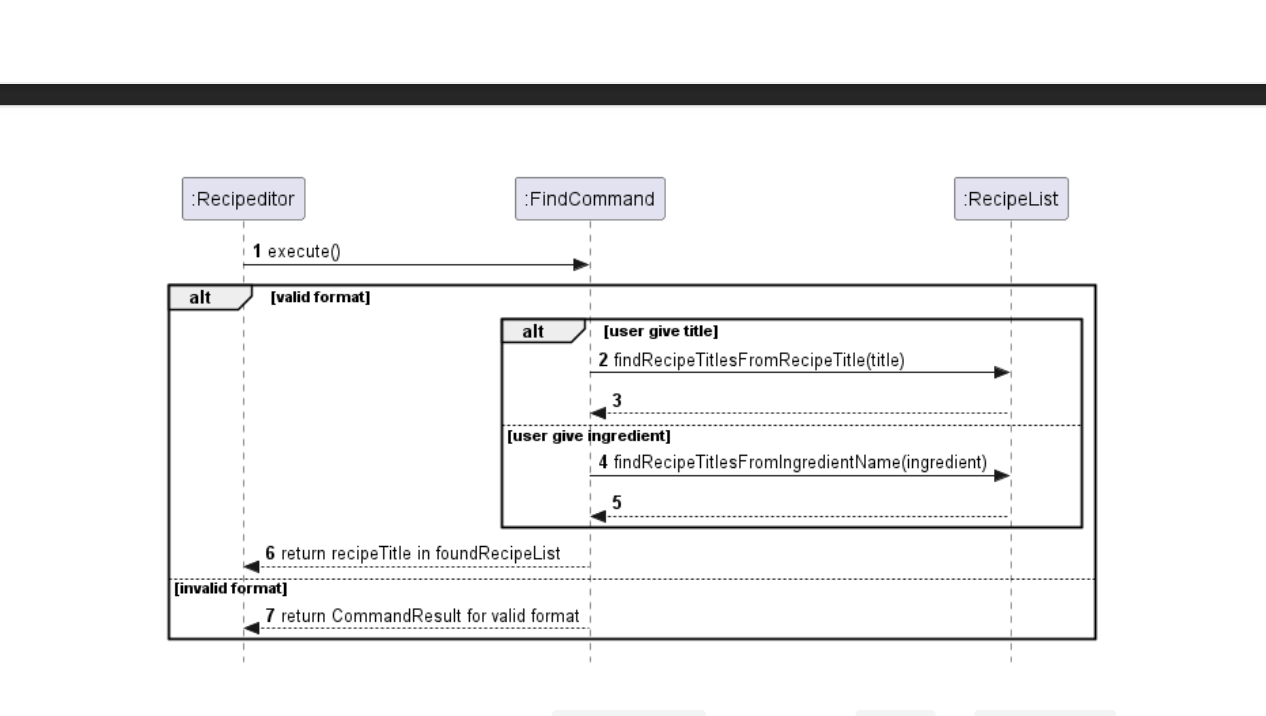 :Recipeditor :FindCommand :RecipeList
1 execute()
alt [valid format]
alt [user give title]
2 findRecipeTitlesFromRecipeTitle(title)
3
[user give ingredient]
4 findRecipeTitlesFromIngredientName(ingredient)
5
6 return recipeTitle in foundRecipeList
[invalid format]
7 return CommandResult for valid format